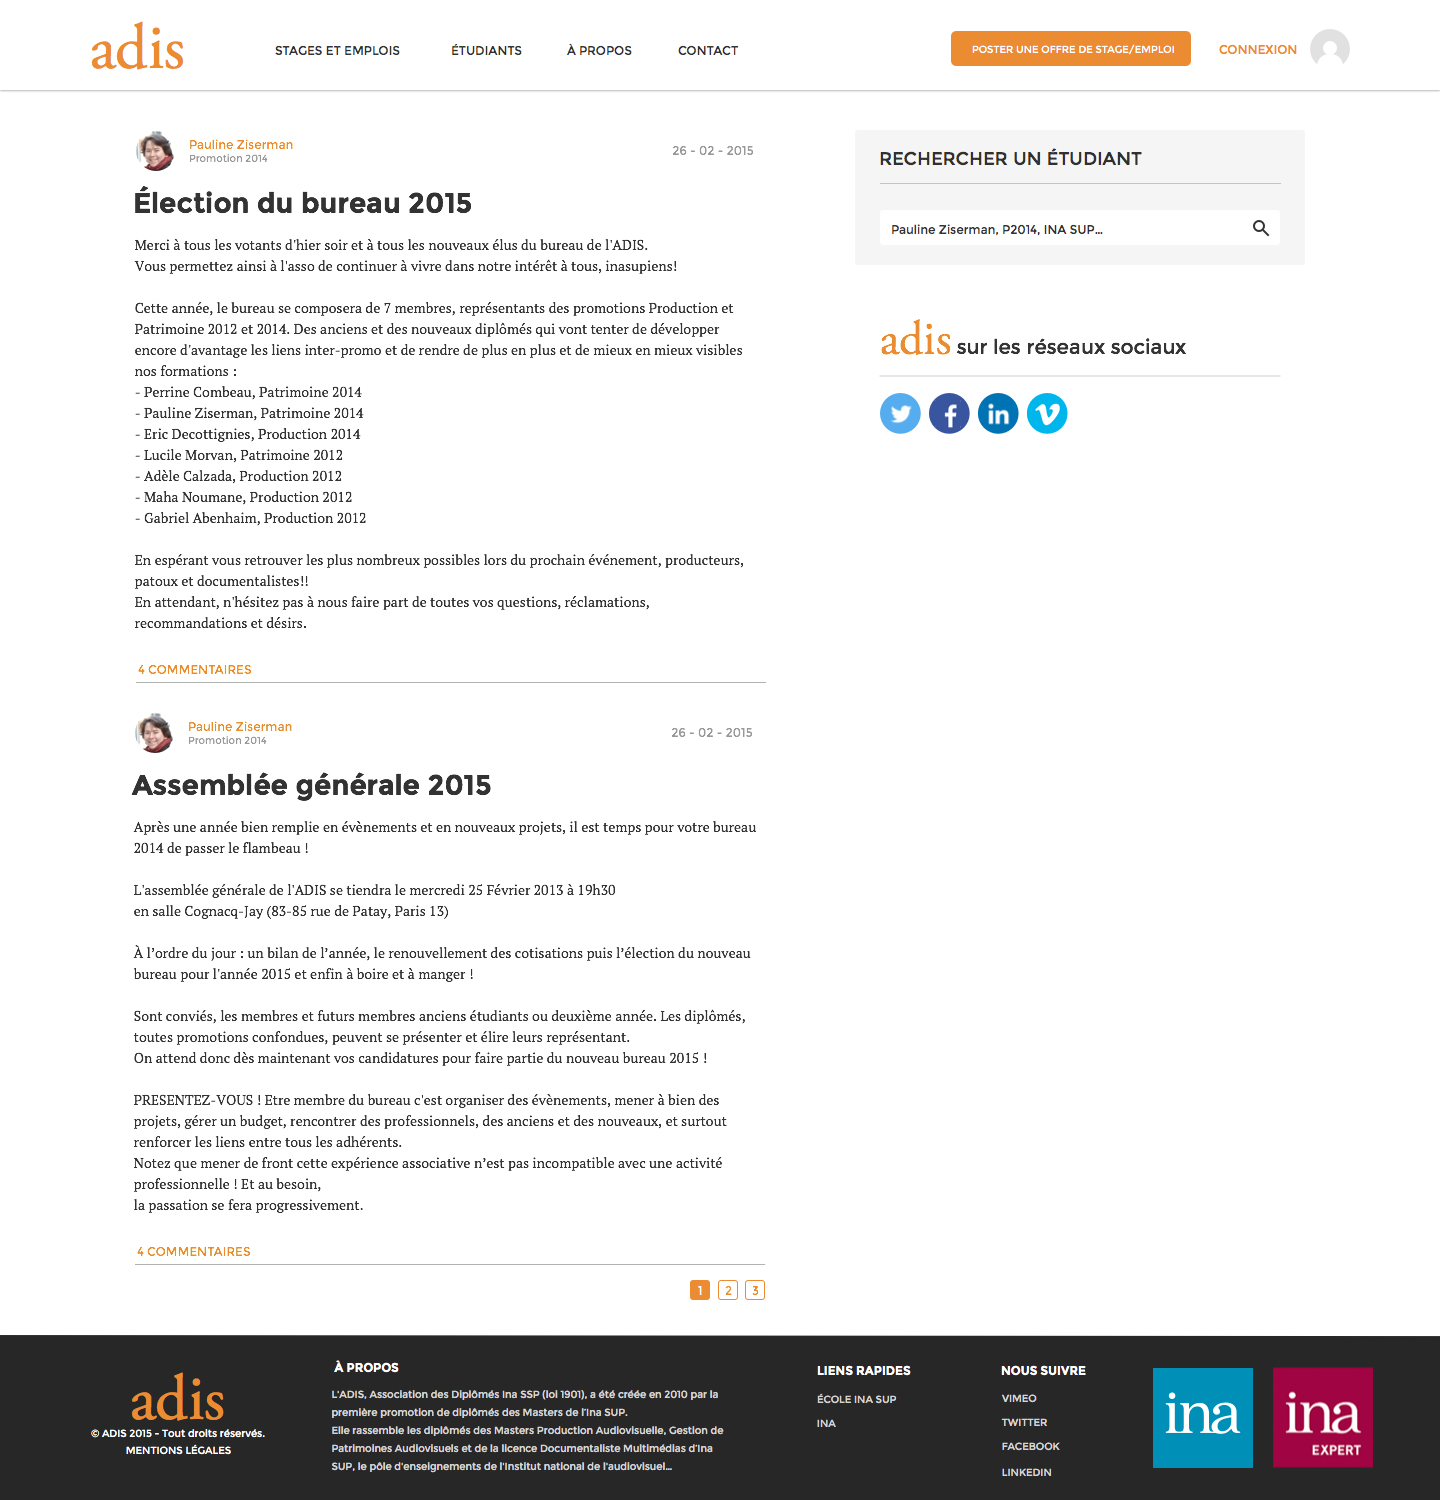 adis
STAGES ET EMPLOIS
ÉTUDIANTS
À PROPOS
CONTACT
POSTER UNE OFFRE DE STAGE/EMPLOI
CONNEXION
Pauline Ziserman
Promotion 2014
26 - 02 - 2015
Élection du bureau 2015
Merci à tous les votants d'hier soir et à tous les nouveaux élus du bureau de l'ADIS.
Vous permettez ainsi à l'asso de continuer à vivre dans notre intérêt à tous, inasupiens!
Cette année, le bureau se composera de 7 membres, représentants des promotions Production et
Patrimoine 2012 et 2014. Des anciens et des nouveaux diplômés qui vont tenter de développer
encore d'avantage les liens inter-promo et de rendre de plus en plus et de mieux en mieux visibles
nos formations :
- Perrine Combeau, Patrimoine 2014
- Pauline Ziserman, Patrimoine 2014
- Eric Decottignies, Production 2014
- Lucile Morvan, Patrimoine 2012
- Adèle Calzada, Production 2012
- Maha Noumane, Production 2012
- Gabriel Abenhaim, Production 2012
En espérant vous retrouver les plus nombreux possibles lors du prochain événement, producteurs,
patoux et documentalistes!!
En attendant, n'hésitez pas à nous faire part de toutes vos questions, réclamations,
recommandations et désirs.
4 COMMENTAIRES
Pauline Ziserman
Promotion 2014
26 - 02 - 2015
Assemblée générale 2015
Après une année bien remplie en évènements et en nouveaux projets, il est temps pour votre bureau
2014 de passer le flambeau !
L'assemblée générale de l'ADIS se tiendra le mercredi 25 Février 2013 à 19h30
en salle Cognacq-Jay (83-85 rue de Patay, Paris 13)
À l’ordre du jour : un bilan de l’année, le renouvellement des cotisations puis l’élection du nouveau
bureau pour l'année 2015 et enfin à boire et à manger !
Sont conviés, les membres et futurs membres anciens étudiants ou deuxième année. Les diplômés,
toutes promotions confondues, peuvent se présenter et élire leurs représentant.
On attend donc dès maintenant vos candidatures pour faire partie du nouveau bureau 2015 !
PRESENTEZ-VOUS ! Etre membre du bureau c'est organiser des évènements, mener à bien des
projets, gérer un budget, rencontrer des professionnels, des anciens et des nouveaux, et surtout
renforcer les liens entre tous les adhérents.
Notez que mener de front cette expérience associative n’est pas incompatible avec une activité
professionnelle ! Et au besoin,
la passation se fera progressivement.
4 COMMENTAIRES
1 2 3
RECHERCHER UN ÉTUDIANT
Pauline Ziserman, P2014, INA SUP...
adis sur les réseaux sociaux
in
adis
© ADIS 2015 - Tout droits réservés.
MENTIONS LÉGALES
À PROPOS
L'ADIS, Association des Diplômés Ina SSP (loi 1901), a été créée en 2010 par la
première promotion de diplômés des Masters de l'Ina SUP.
Elle rassemble les diplômés des Masters Production Audiovisuelle, Gestion de
Patrimoines Audiovisuels et de la licence Documentaliste Multimédias d'Ina
SUP, le pôle d'enseignements de l'Institut national de l'audiovisuel...
LIENS RAPIDES
ÉCOLE INA SUP
INA
NOUS SUIVRE
VIMEO
TWITTER
FACEBOOK
LINKEDIN
ina
ina
EXPERT